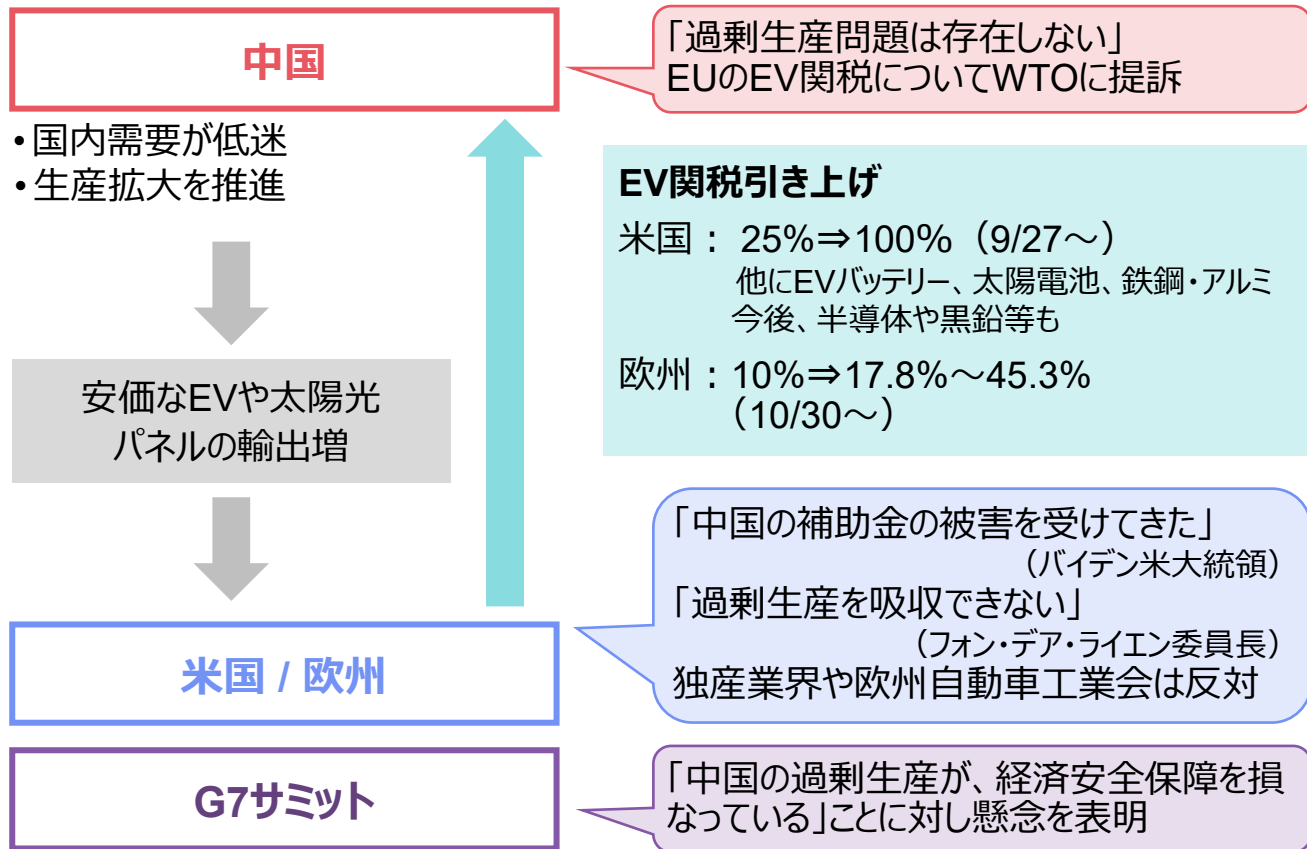 中国
「過剰生産問題は存在しない」
EUのEV関税についてWTOに提訴
•国内需要が低迷
•生産拡大を推進
EV関税引き上げ
米国： 25%⇒100%（9/27～）
他にEVバッテリー、太陽電池、鉄鋼・アルミ
今後、半導体や黒鉛等も
欧州：10%⇒17.8%～45.3%
（10/30～）
安価なEVや太陽光
パネルの輸出増
「中国の補助金の被害を受けてきた」
（バイデン米大統領）
「過剰生産を吸収できない」
（フォン・デア・ライエン委員長）
独産業界や欧州自動車工業会は反対
米国 / 欧州
G7サミット
「中国の過剰生産が、経済安全保障を損
なっている」ことに対し懸念を表明